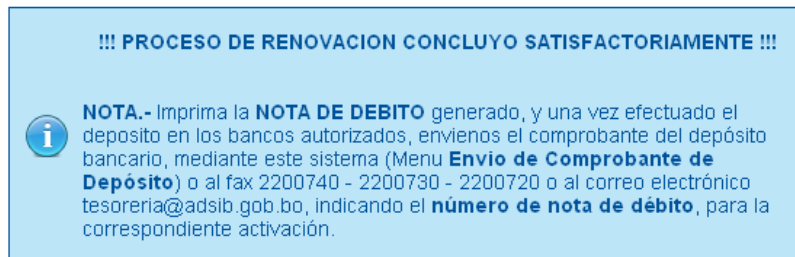 !!! PROCESO DE RENOVACION CONCLUYO SATISFACTORIAMENTE !!!
NOTA.- Imprima la NOTA DE DEBITO generado, y una vez efectuado el
deposito en los bancos autorizados, envienos el comprobante del depósito
bancario, mediante este sistema (Menu Envio de Comprobante de
Depósito) o al fax 2200740 - 2200730 - 2200720 o al correo electrónico
tesoreria@adsib.gob.bo, indicando el número de nota de débito, para la
correspondiente activación.